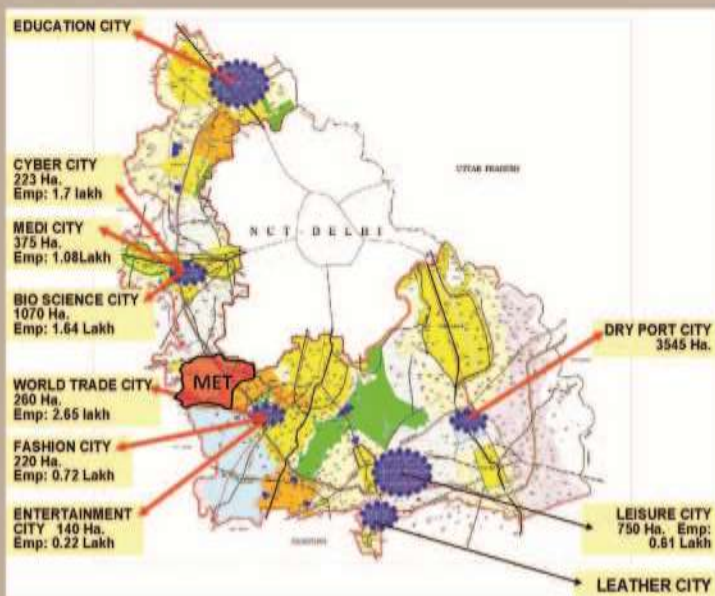 EDUCATION CITY
CYBER CITY
223 Ha.
Emp: 1.7 lakh
MEDI CITY
375 Ha.
Emp: 1.08Lakh
BIO SCIENCE CITY
1070 Ha.
Emp: 1.64 Lakh
WORLD TRADE CITY
260 Ha.
Emp: 2.65 lakh
FASHION CITY
220 Ha.
Emp: 0.72 Lakh
ENTERTAINMENT
CITY 140 Ha.
Emp: 0.22 Lakh
UTTAR PRADESH
NCT-DELHI
MET
DRY PORT CITY
3545 Ha.
LEISURE CITY
750 Ha. Emp:
0.61 Lakh
LEATHER CITY